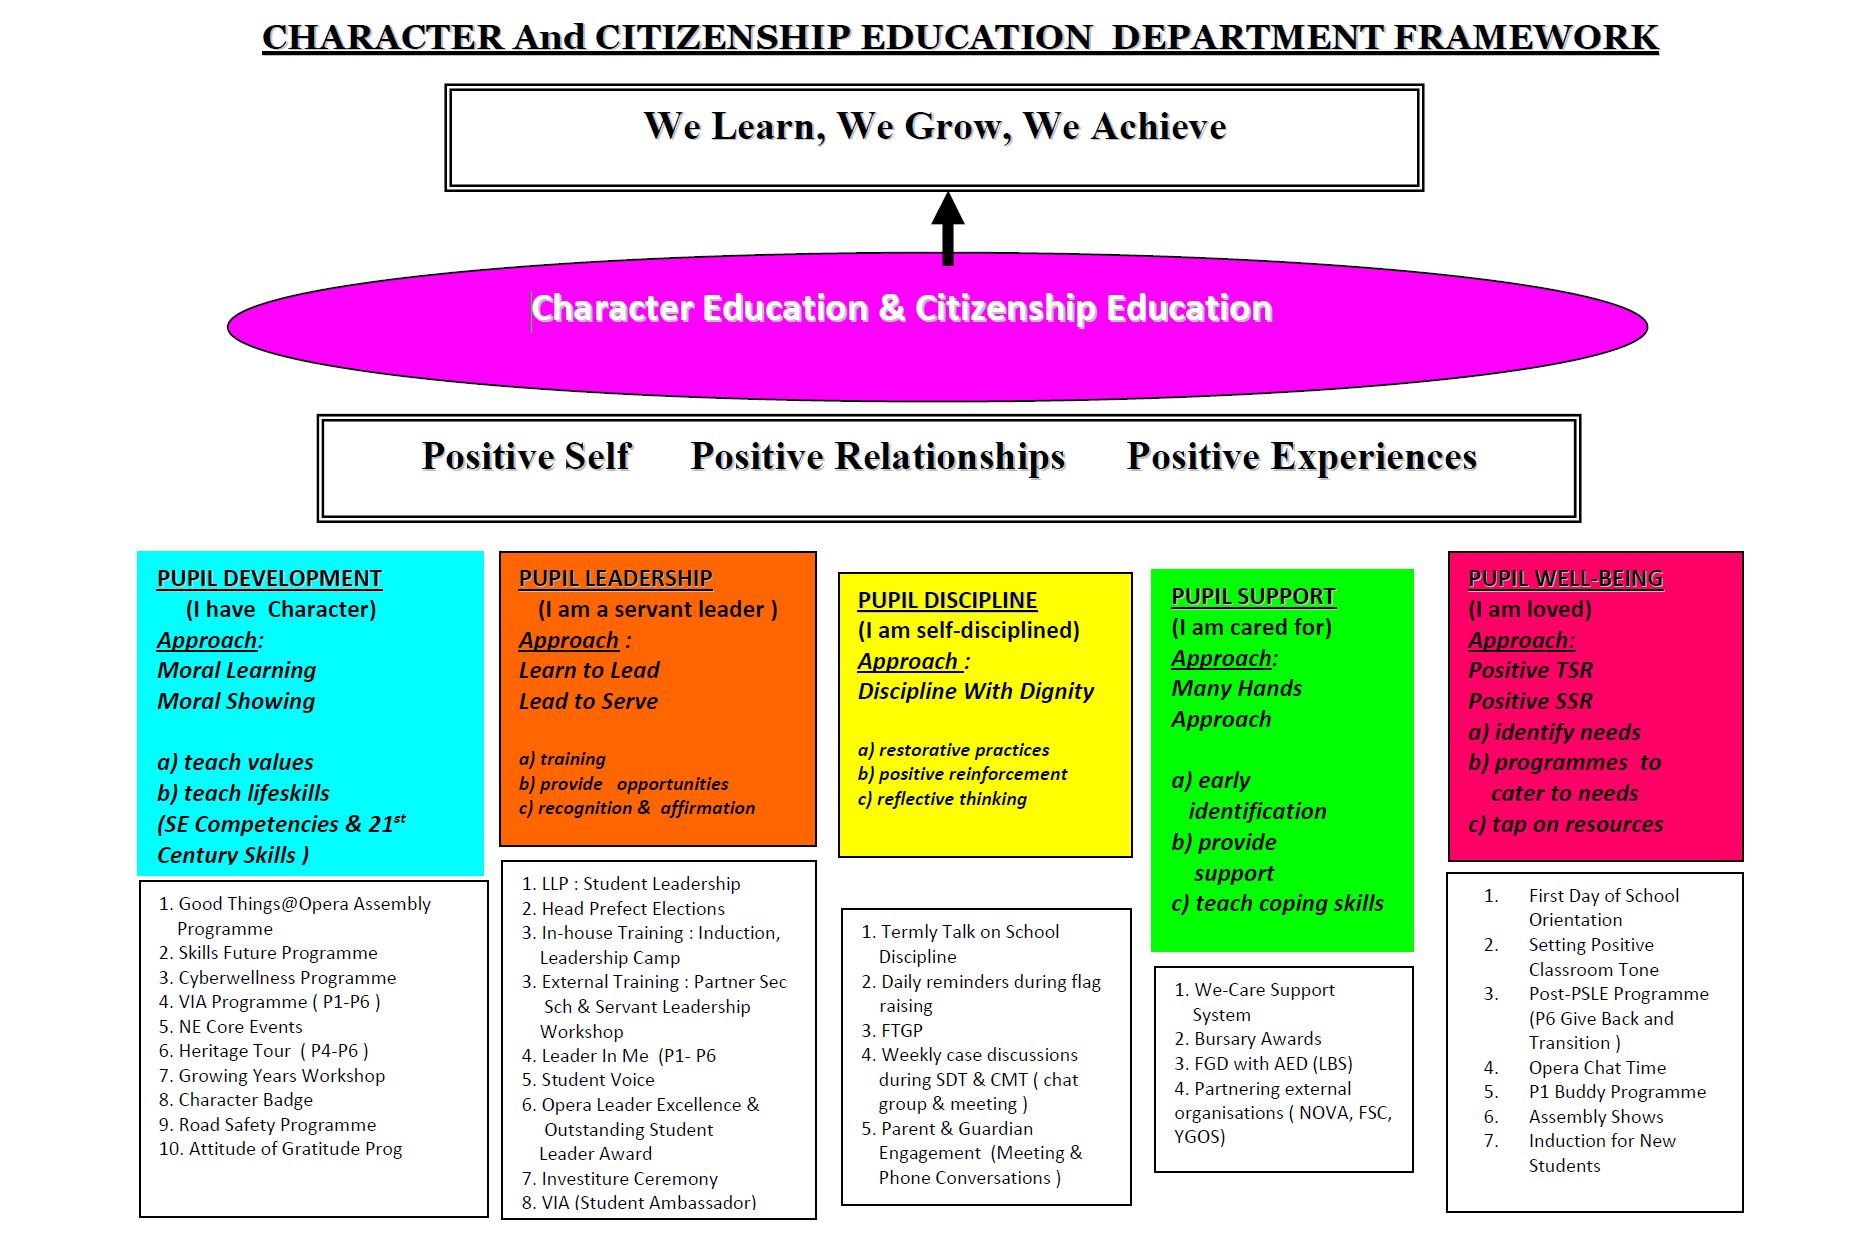 CHARACTER And CITIZENSHIP EDUCATION DEPARTMENT FRAMEWORK
We Learn, We Grow, We Achieve
Character Education & Citizenship Education
Positive Self Positive Relationships Positive Experiences
PUPIL DEVELOPMENT
(I have Character)
Approach:
Moral Learning
Moral Showing
a) teach values
b) teach lifeskills
(SE Competencies & 21st
Century Skills )
1. Good Things@Opera Assembly
Programme
2. Skills Future Programme
3. Cyberwellness Programme
4. VIA Programme ( P1-P6 )
5. NE Core Events
6. Heritage Tour ( P4-P6 )
7. Growing Years Workshop
8. Character Badge
9. Road Safety Programme
10. Attitude of Gratitude Prog
PUPIL LEADERSHIP
(I am a servant leader )
Approach :
Learn to Lead
Lead to Serve
a) training
b) provide opportunities
c) recognition & affirmation
1. LLP : Student Leadership
2. Head Prefect Elections
3. In-house Training : Induction,
Leadership Camp
3. External Training : Partner Sec
Sch & Servant Leadership
Workshop
4. Leader In Me (P1- P6
5. Student Voice
6. Opera Leader Excellence &
Outstanding Student
Leader Award
7. Investiture Ceremony
8. VIA (Student Ambassador)
PUPIL DISCIPLINE
(I am self-disciplined)
Approach :
Discipline With Dignity
a) restorative practices
b) positive reinforcement
c) reflective thinking
1. Termly Talk on School
Discipline
2. Daily reminders during flag
raising
3. FTGP
4. Weekly case discussions
during SDT & CMT ( chat
group & meeting )
5. Parent & Guardian
Engagement (Meeting &
Phone Conversations )
PUPIL SUPPORT
(I am cared for)
Approach:
Many Hands
Approach
a) early
identification
b) provide
support
c) teach coping skills
1. We-Care Support
System
2. Bursary Awards
3. FGD with AED (LBS)
4. Partnering external
organisations ( NOVA, FSC,
YGOS)
PUPIL WELL-BEING
(I am loved)
Approach:
Positive TSR
Positive SSR
a) identify needs
b) programmes to
cater to needs
c) tap on resources
1. First Day of School
Orientation
2. Setting Positive
Classroom Tone
3. Post-PSLE Programme
(P6 Give Back and
Transition )
4. Opera Chat Time
5. P1 Buddy Programme
6. Assembly Shows
7. Induction for New
Students